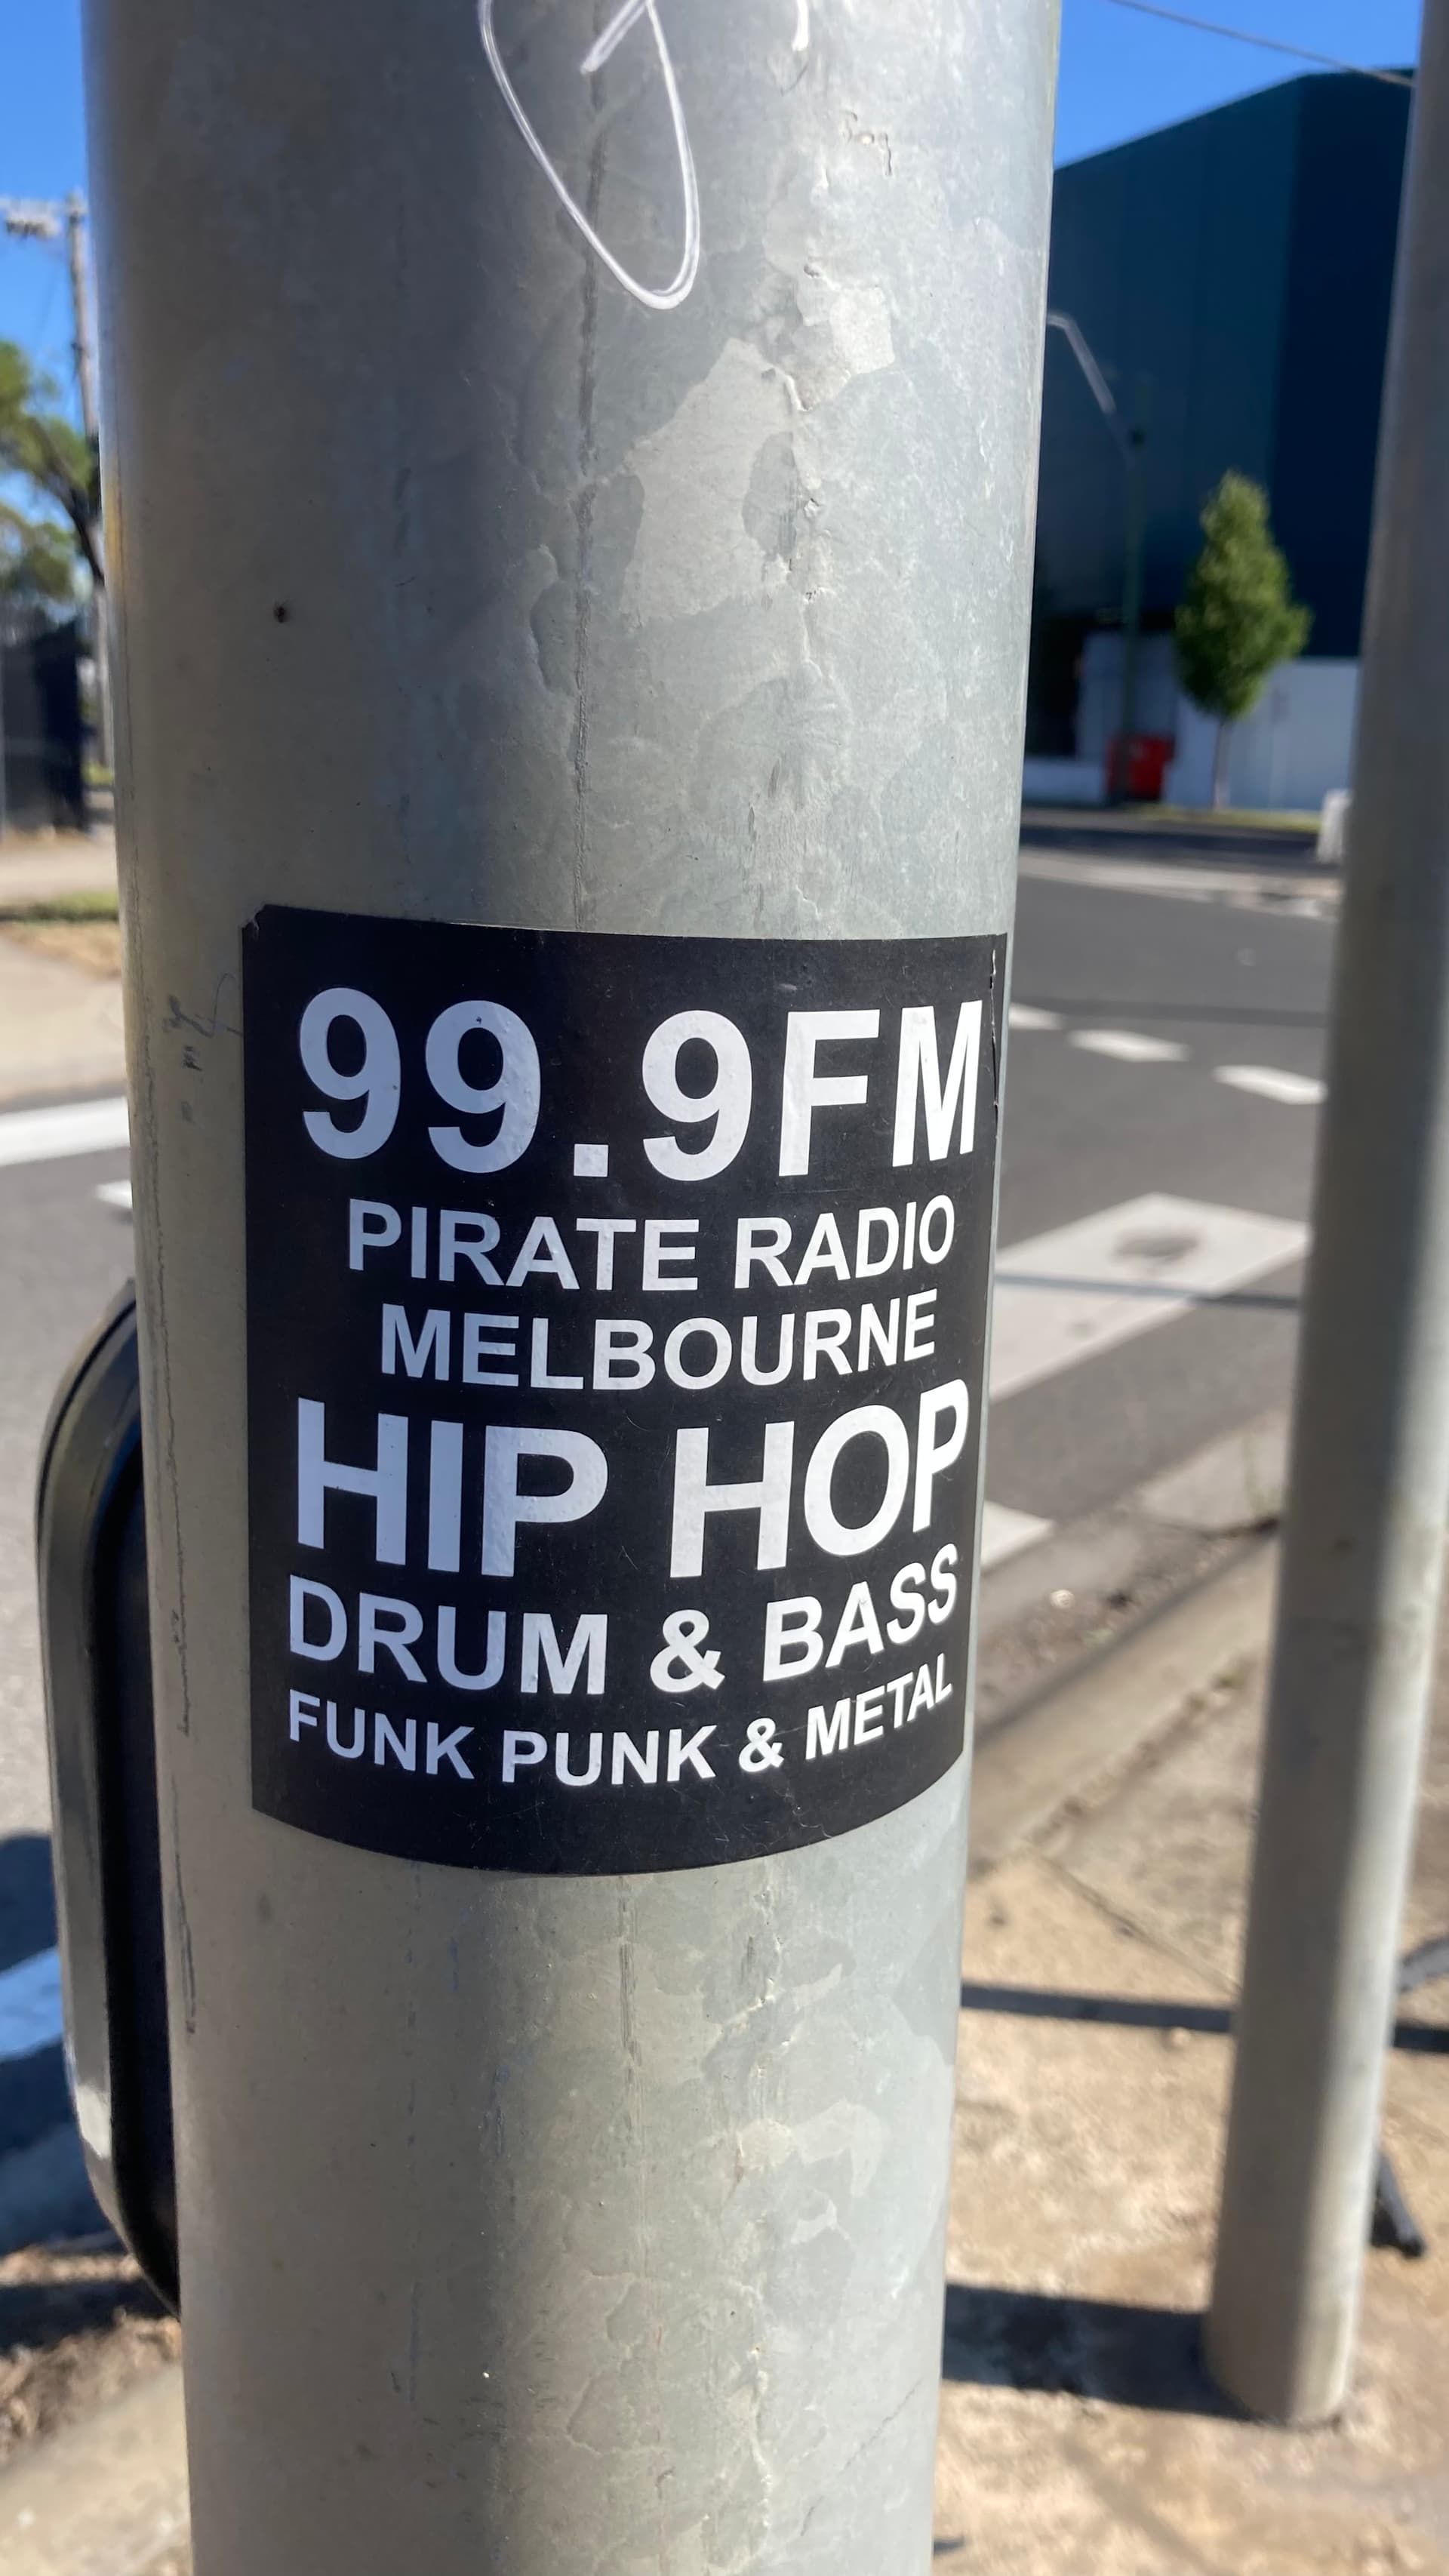 99.9FM
PIRATE RADIO
MELBOURNE
HIP HOP
DRUM & BASS
FUNK PUNK & METAL